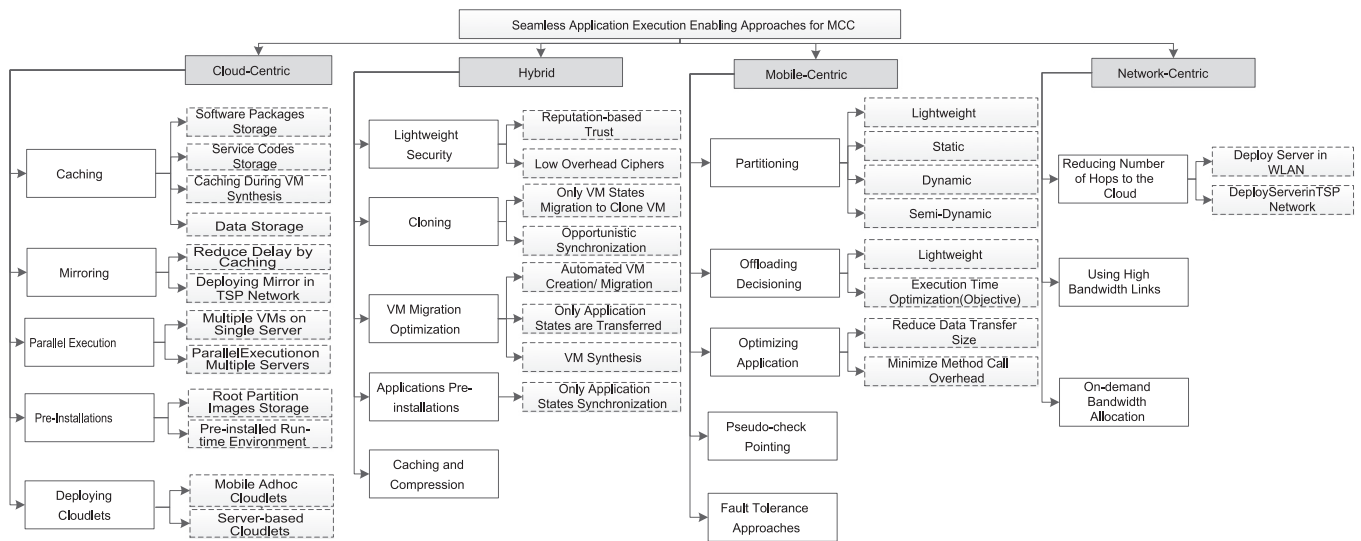 Seamless Application Execution Enabling Approaches for MCC
Cloud-Centric
Hybrid
Mobile-Centric
Network-Centric
Caching
Software Packages
Storage
Service Codes
Storage
Caching During VM
Synthesis
Data Storage
Mirroring
Reduce Delay by
Caching
Deploying Mirror in
TSP Network
Parallel Execution
Multiple VMs on
Single Server
ParallelExecutionon
Multiple Servers
Pre-Installations
Root Partition
Images Storage
Pre-installed Run-
time Environment
Deploying
Cloudlets
Mobile Adhoc
Cloudlets
Server-based
Cloudlets
Lightweight
Security
Reputation-based
Trust
Low Overhead Ciphers
Cloning
Only VM States
Migration to Clone VM
Opportunistic
Synchronization
VM Migration
Optimization
Automated VM
Creation/ Migration
Only Application
States are Transferred
VM Synthesis
Applications Pre-
installations
Only Application
States Synchronization
Caching and
Compression
Partitioning
Lightweight
Static
Dynamic
Semi-Dynamic
Offloading
Decisioning
Lightweight
Execution Time
Optimization(Objective)
Optimizing
Application
Reduce Data Transfer
Size
Minimize Method Call
Overhead
Pseudo-check
Pointing
Fault Tolerance
Approaches
Reducing Number
of Hops to the
Cloud
Deploy Server in
WLAN
DeployServerinTSP
Network
Using High
Bandwidth Links
On-demand
Bandwidth
Allocation